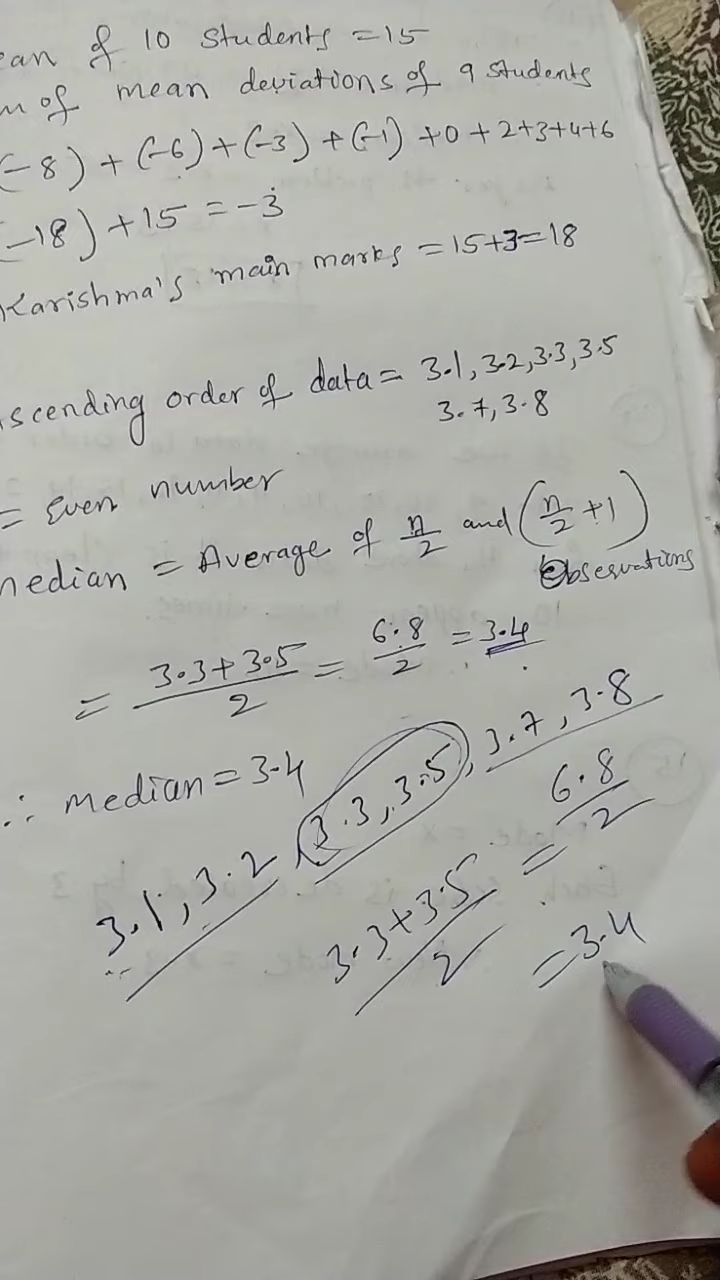 ean of 10 students = 15
m of mean deviations of 9 students
(-8) + (-6) + (-3) + (-1) + 0 + 2+3+4+6
(-18) + 15 = -3
Karishma's main marks = 15+3=18
scending order of data = 3.1, 3.2, 3.3, 3.5
3.7, 3.8
= Even number
median = Average of n/2 and (n/2 + 1)
Observations
= 3.3+3.5/2 = 6.8/2 = 3.4
∴ median = 3.4
3.1, 3.2, 3.3, 3.5, 3.7, 3.8
3.3+3.5/2 = 6.8/2
= 3.4